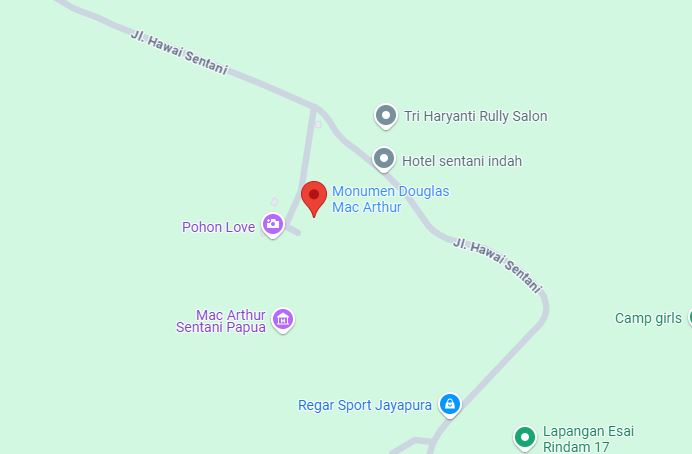 Jl. Hawai Sentani
Tri Haryanti Rully Salon
Hotel sentani indah
Monumen Douglas
Mac Arthur
Pohon Love
Jl. Hawai Sentani
Mac Arthur
Sentani Papua
Camp girls
Regar Sport Jayapura
Lapangan Esai
Rindam 17